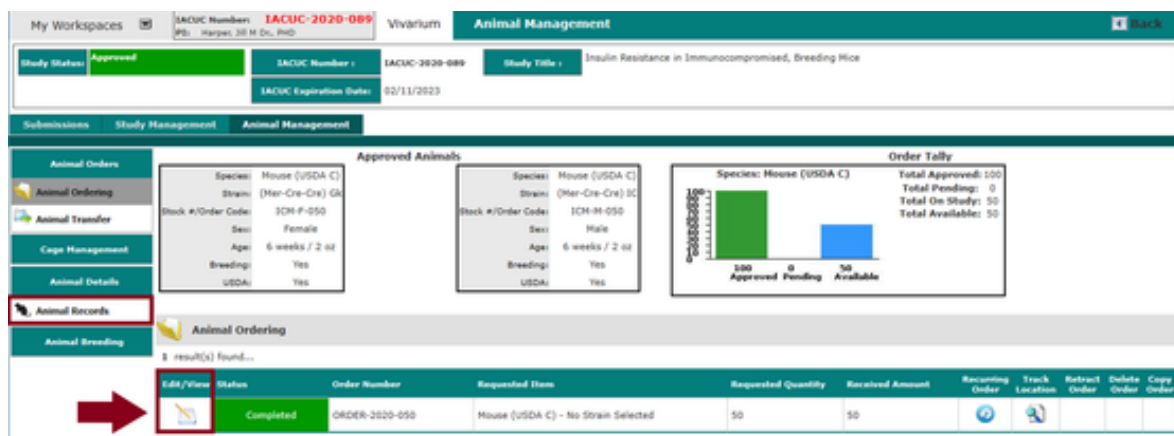 My Workspaces IACUC Number: IACUC-2020-089 Vivarium Animal Management Back
PI: Harper, Jill M Dr., PHD
Study Status: Approved IACUC Number : IACUC-2020-089 Study Title : Insulin Resistance in Immunocompromised, Breeding Mice
IACUC Expiration Date: 02/11/2023
Submissions Study Management Animal Management
Animal Orders
Animal Ordering
Animal Transfer
Cage Management
Animal Details
Animal Records
Animal Breeding
Approved Animals
Species: Mouse (USDA C)
Strain: (Mer-Cre-Cre)
Stock #/Order Code: ICM-F-050
Sex: Female
Age: 6 weeks / 2 oz
Breeding: Yes
USDA: Yes
Species: Mouse (USDA C)
Strain: (Mer-Cre-Cre)
Stock #/Order Code: ICM-M-050
Sex: Male
Age: 6 weeks / 2 oz
Breeding: Yes
USDA: Yes
Order Tally
Species: Mouse (USDA C)
100 0 50
Approved Pending Available
Total Approved: 100
Total Pending: 0
Total On Study: 50
Total Available: 50
Animal Ordering
1 result(s) found...
Edit/View Status Order Number Requested Item Requested Quantity Received Amount Recurring Order Track Location Retract Order Delete Order Copy Order
Completed ORDER-2020-050 Mouse (USDA C) - No Strain Selected 50 50